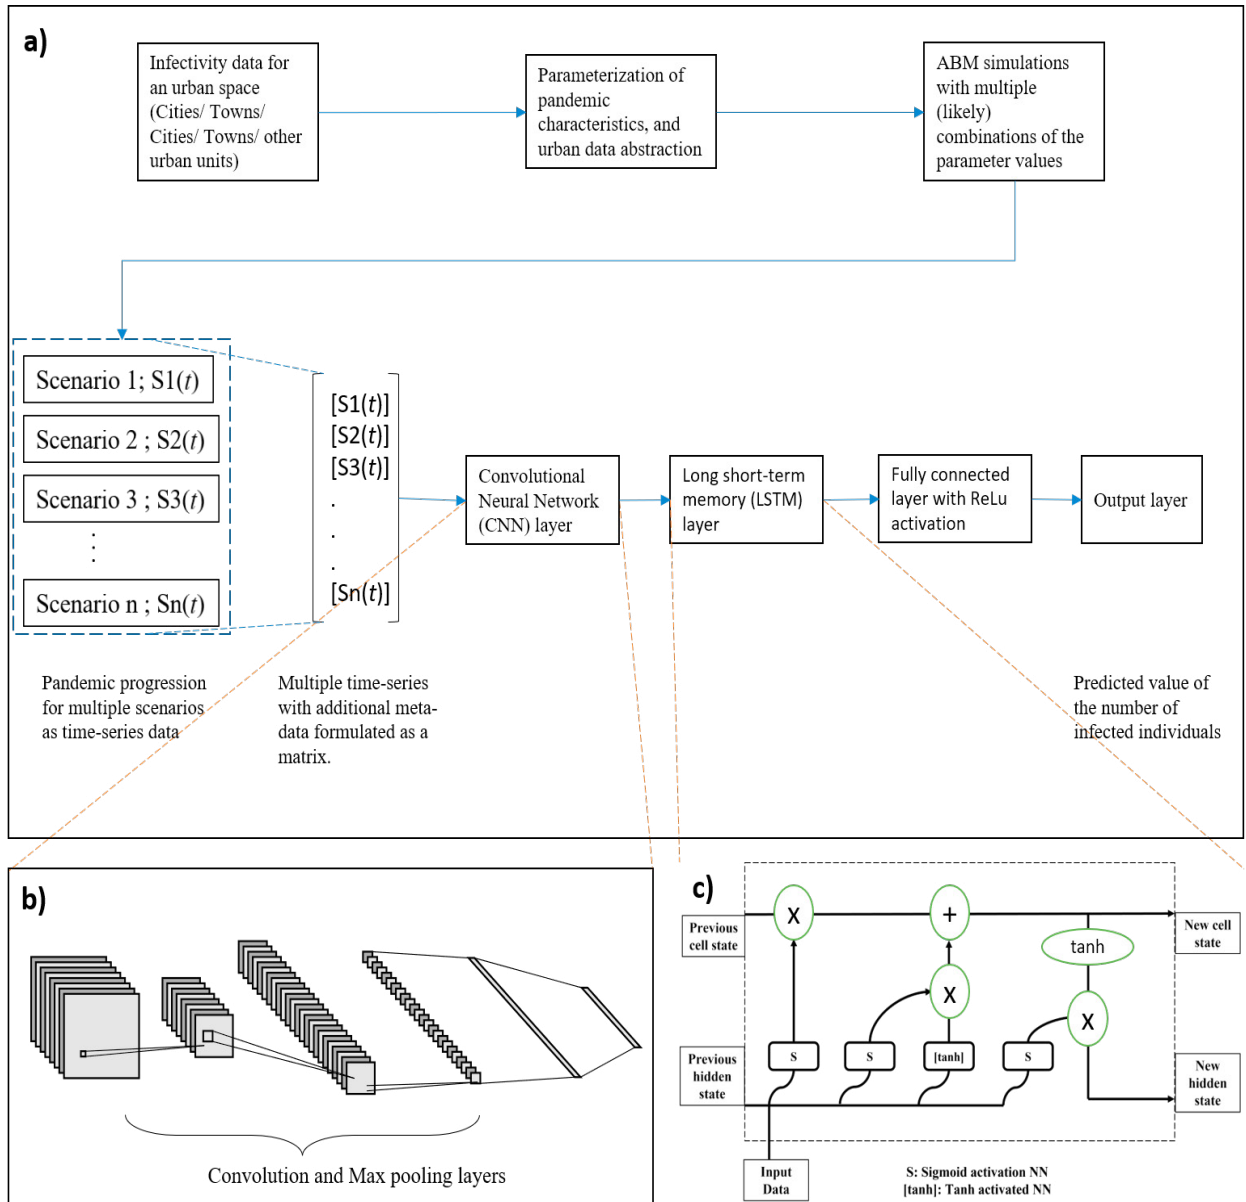 a)
Infectivity data for
an urban space
(Cities/ Towns/
Cities/ Towns/ other
urban units)
Parameterization of
pandemic
characteristics, and
urban data abstraction
ABM simulations
with multiple
(likely)
combinations of the
parameter values
Scenario 1; S1(t)
Scenario 2 ; S2(t)
Scenario 3 ; S3(t)
Scenario n ; Sn(t)
[S1(t)]
[S2(t)]
[S3(t)]
.
.
.
[Sn(t)]
Convolutional
Neural Network
(CNN) layer
Long short-term
memory (LSTM)
layer
Fully connected
layer with ReLu
activation
Output layer
Pandemic progression
for multiple scenarios
as time-series data
Multiple time-series
with additional meta-
data formulated as a
matrix.
Predicted value of
the number of
infected individuals
b)
Convolution and Max pooling layers
c)
Previous
cell state
X
+
tanh
New cell
state
X
X
Previous
hidden
state
S
S
[tanh]
S
New
hidden
state
Input
Data
S: Sigmoid activation NN
[tanh]: Tanh activated NN